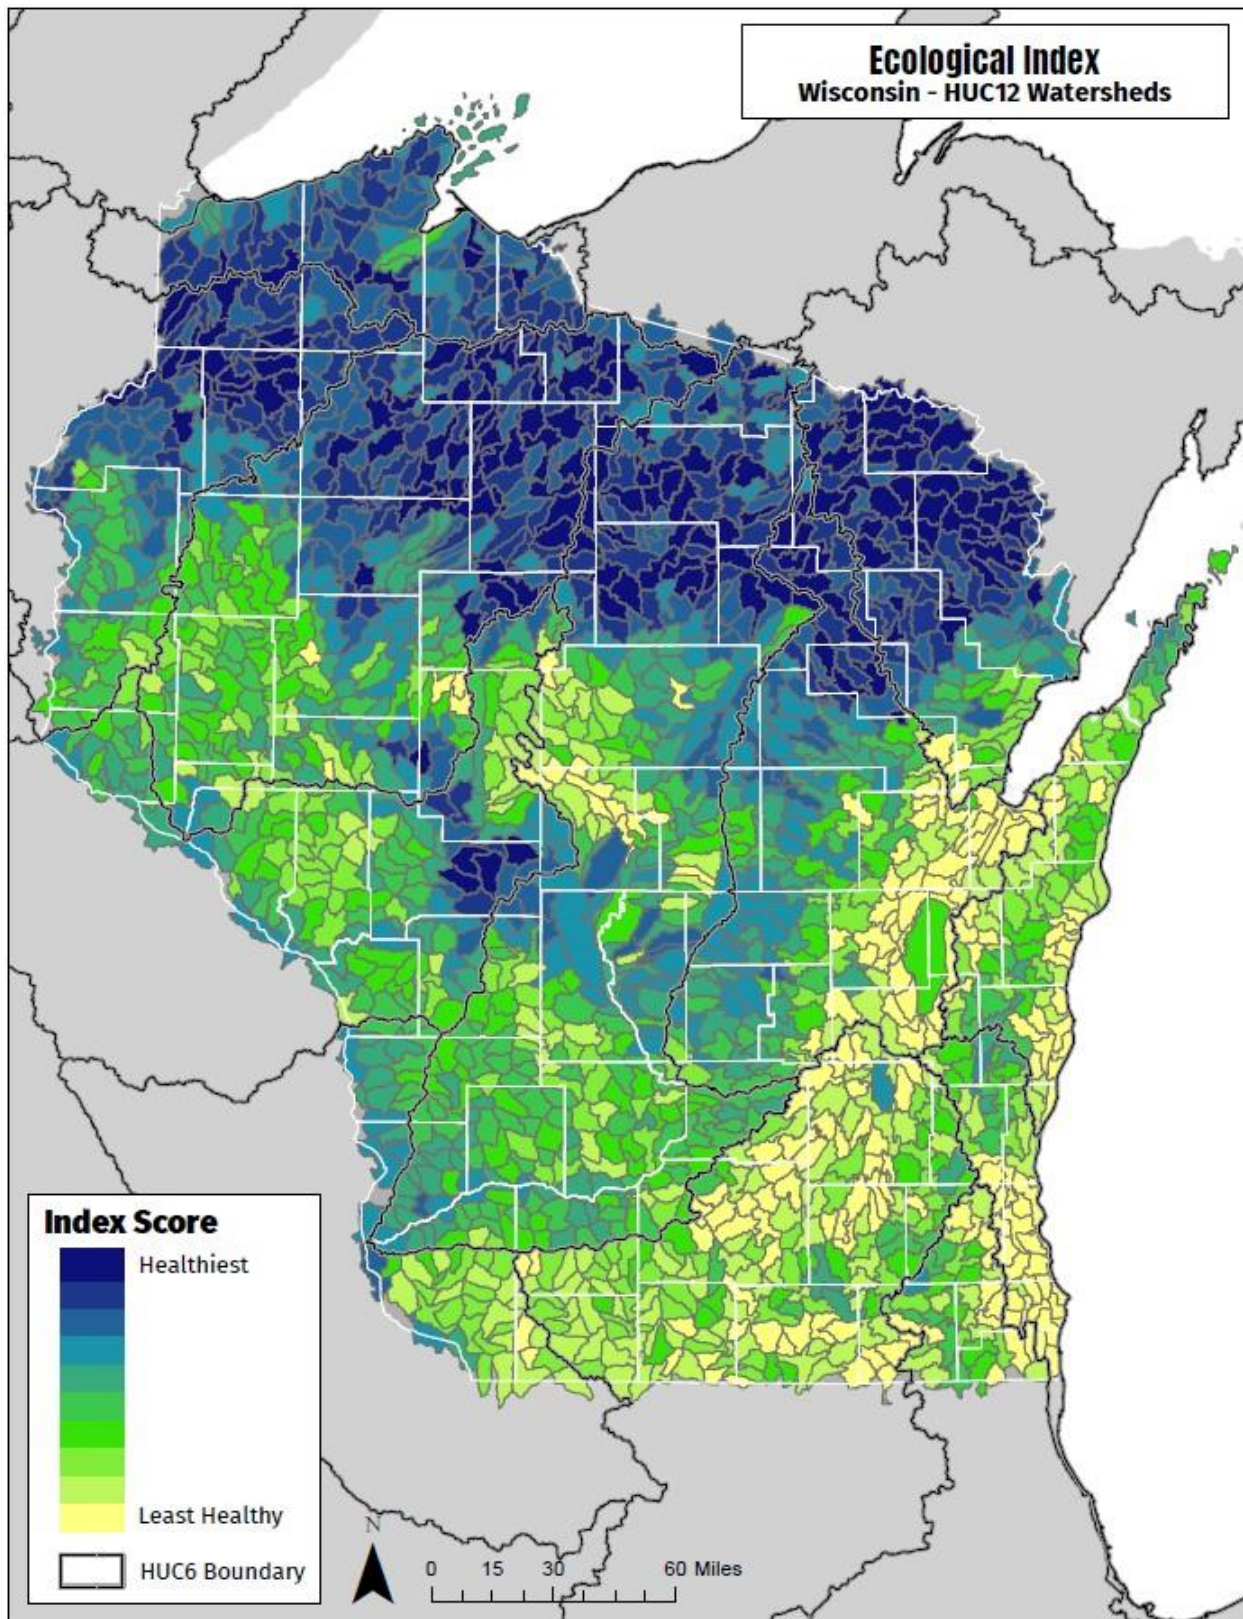 Ecological Index
Wisconsin - HUC12 Watersheds
Index Score
Healthiest
Least Healthy
HUC6 Boundary
N
0 15 30 60 Miles